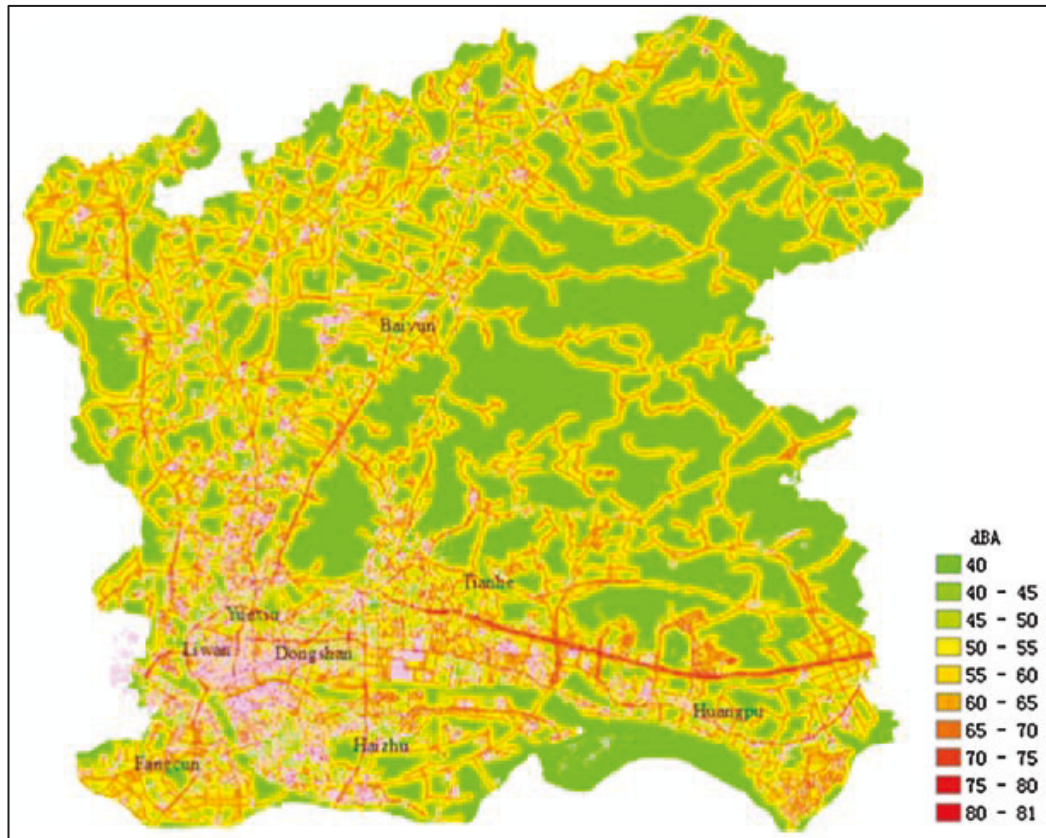 Baiyun
Tianhe
Yuexiu
Liwan
Dongshan
Huangpu
Haizhu
Fangcun
dBA
40
40 - 45
45 - 50
50 - 55
55 - 60
60 - 65
65 - 70
70 - 75
75 - 80
80 - 81